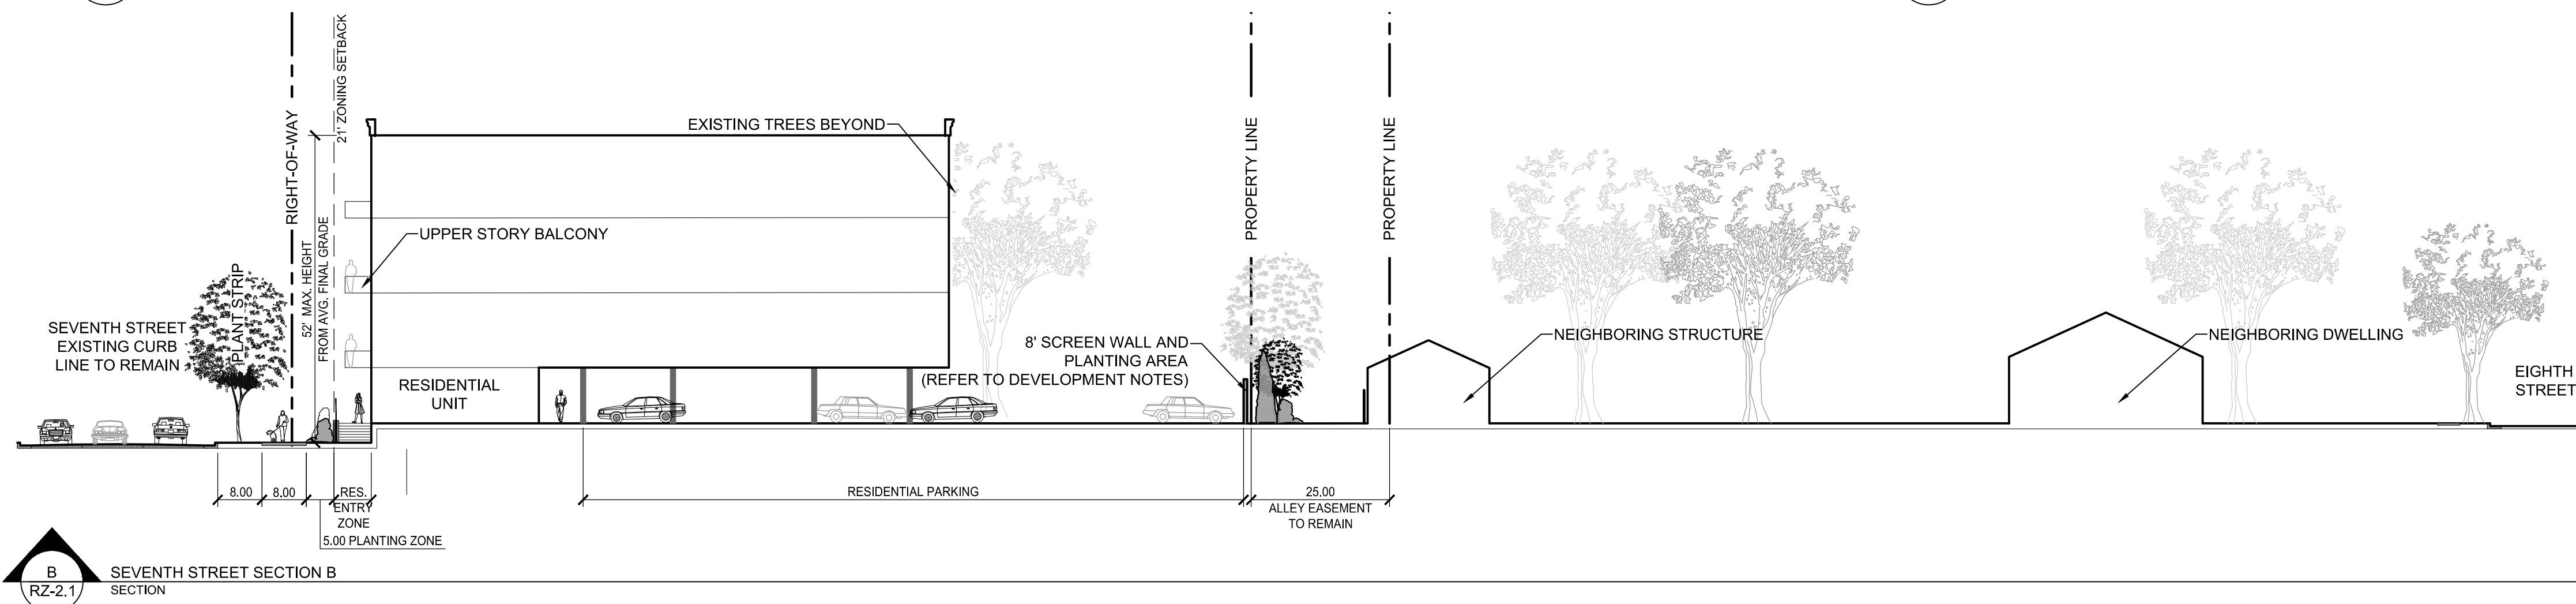 21' ZONING SETBACK
RIGHT-OF-WAY
52' MAX. HEIGHT
FROM AVG. FINAL GRADE
PLANT STRIP
SEVENTH STREET
EXISTING CURB
LINE TO REMAIN
UPPER STORY BALCONY
EXISTING TREES BEYOND
RESIDENTIAL
UNIT
8' SCREEN WALL AND
PLANTING AREA
(REFER TO DEVELOPMENT NOTES)
PROPERTY LINE
PROPERTY LINE
NEIGHBORING STRUCTURE
NEIGHBORING DWELLING
EIGHTH
STREET
8.00
8.00
RES.
ENTRY
ZONE
5.00 PLANTING ZONE
RESIDENTIAL PARKING
25.00
ALLEY EASEMENT
TO REMAIN
B
RZ-2.1
SEVENTH STREET SECTION B
SECTION